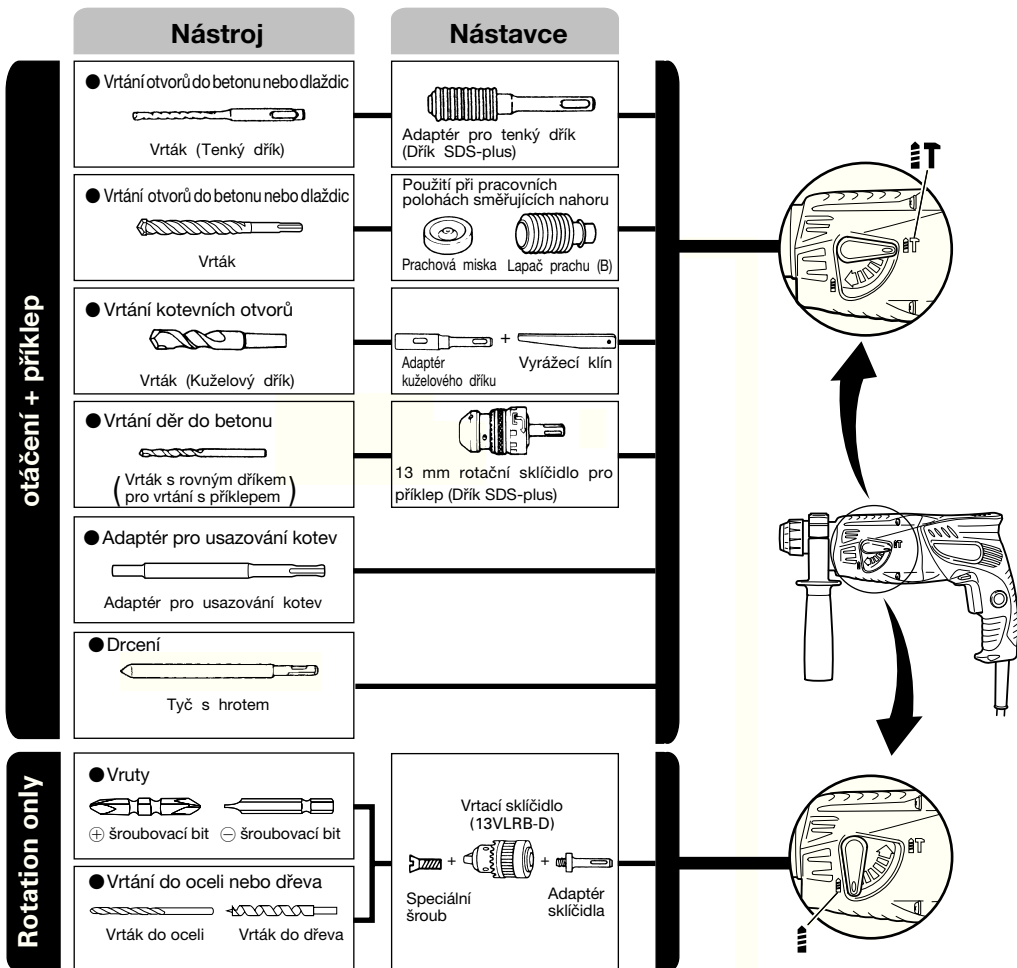 Nástroj
Nástavce
otáčení + příklep
● Vrtání otvorů do betonu nebo dlaždic
Vrták (Tenký dřík)
Adaptér pro tenký dřík
(Dřík SDS-plus)
● Vrtání otvorů do betonu nebo dlaždic
Vrták
Použití při pracovních
polohách směřujících nahoru
Prachová miska
Lapač prachu (B)
● Vrtání kotevních otvorů
Vrták (Kuželový dřík)
Adaptér
kuželového dříku
+
Vyrážecí klín
● Vrtání děr do betonu
(Vrták s rovným dříkem
pro vrtání s příklepem)
13 mm rotační sklíčidlo pro
příklep (Dřík SDS-plus)
● Adaptér pro usazování kotev
Adaptér pro usazování kotev
● Drcení
Tyč s hrotem
Rotation only
● Vruty
⊕ šroubovací bit ⊖ šroubovací bit
● Vrtání do oceli nebo dřeva
Vrták do oceli
Vrták do dřeva
Vrtací sklíčidlo
(13VLRB-D)
+ +
Speciální
šroub
Adaptér
sklíčidla